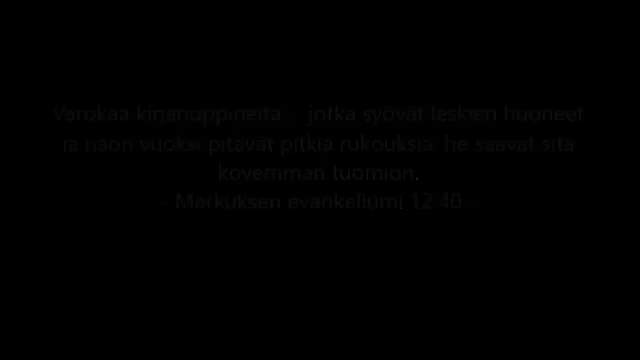 Varokaa kirjanoppineita... jotka syövät leskien huoneet
ja näön vuoksi pitävät pitkiä rukouksia, he saavat sitä
kovemman tuomion.
- Markuksen evankeliumi 12:40 -